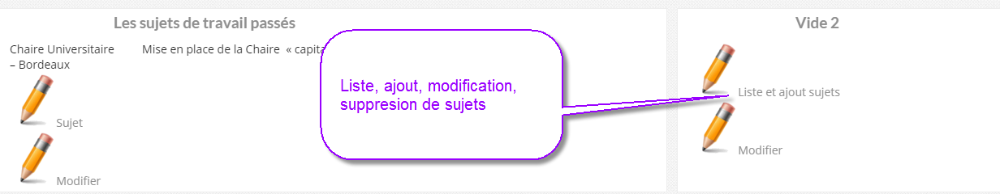 Les sujets de travail passés
Chaire Universitaire
– Bordeaux
Mise en place de la Chaire « capita
Sujet
Modifier
Liste, ajout, modification,
suppresion de sujets
Vide 2
Liste et ajout sujets
Modifier